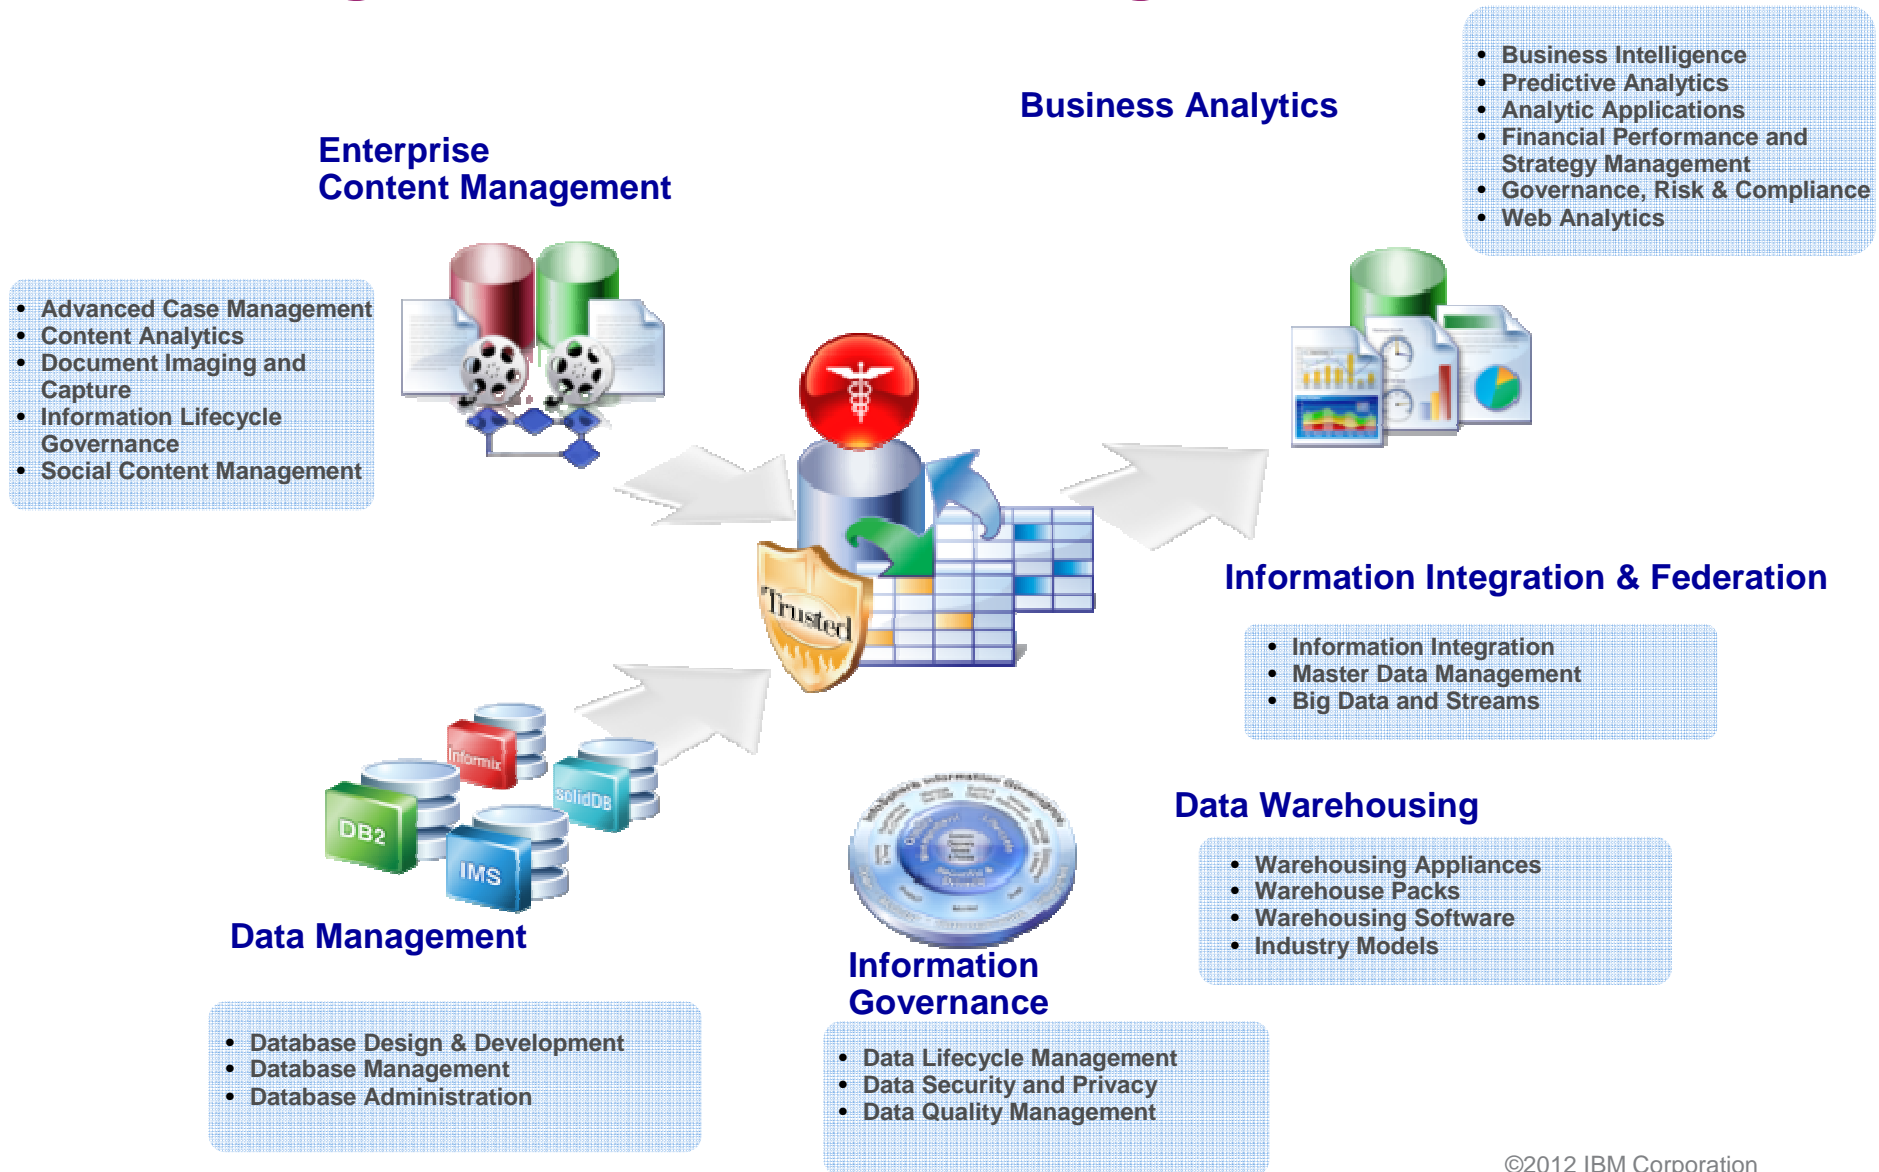 Business Analytics
• Business Intelligence
• Predictive Analytics
• Analytic Applications
• Financial Performance and
Strategy Management
• Governance, Risk & Compliance
• Web Analytics
Enterprise
Content Management
• Advanced Case Management
• Content Analytics
• Document Imaging and
Capture
• Information Lifecycle
Governance
• Social Content Management
Trusted
Information Integration & Federation
• Information Integration
• Master Data Management
• Big Data and Streams
Informix
solidDB
DB2
IMS
Data Management
• Database Design & Development
• Database Management
• Database Administration
Information
Governance
• Data Lifecycle Management
• Data Security and Privacy
• Data Quality Management
Data Warehousing
• Warehousing Appliances
• Warehouse Packs
• Warehousing Software
• Industry Models
©2012 IBM Corporation